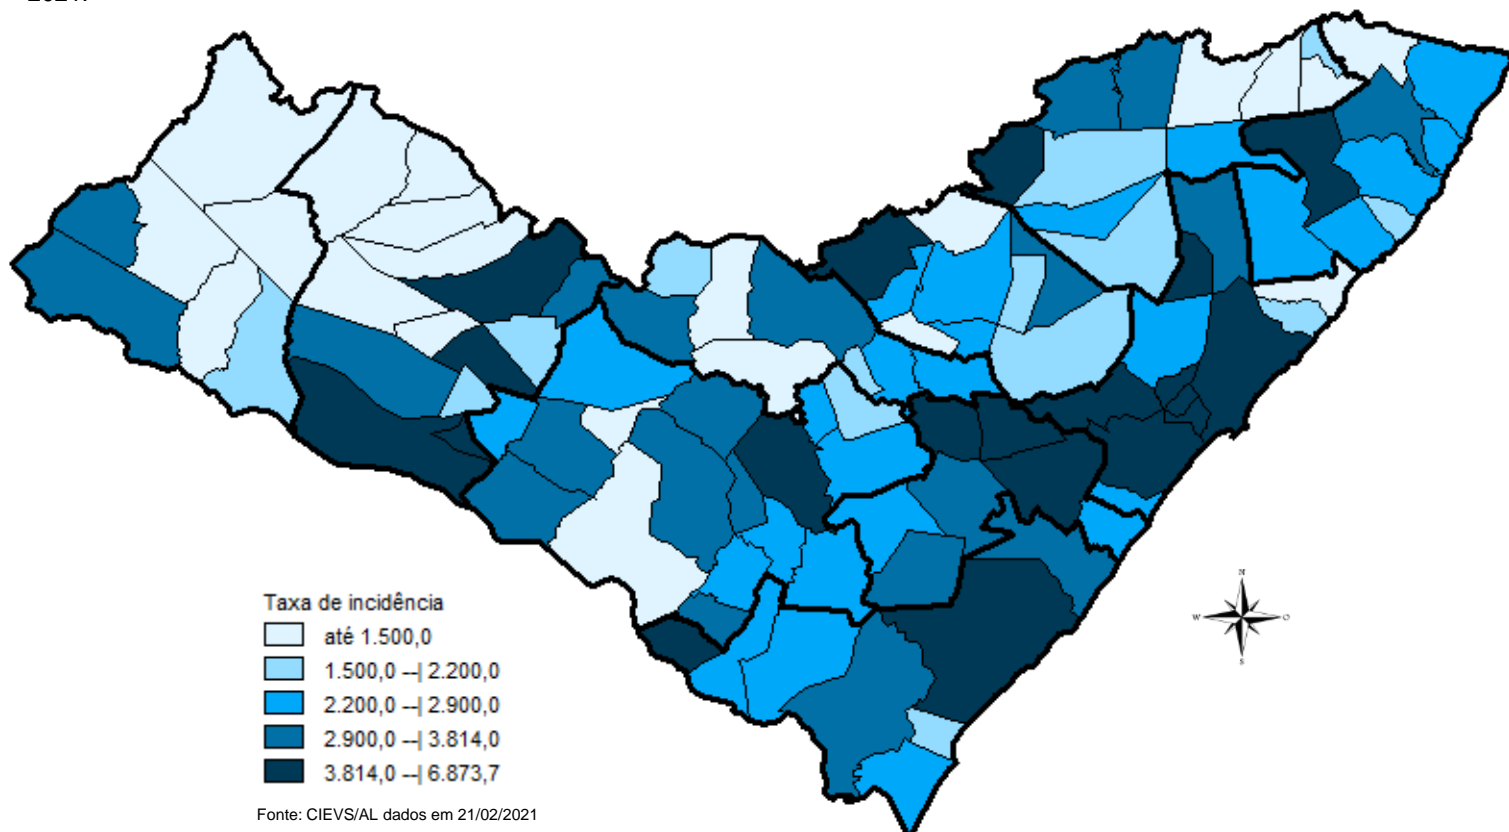 2021.
Taxa de incidência
até 1.500,0
1.500,0 --| 2.200,0
2.200,0 --| 2.900,0
2.900,0 --| 3.814,0
3.814,0 --| 6.873,7
Fonte: CIEVS/AL dados em 21/02/2021
N
W
O
S